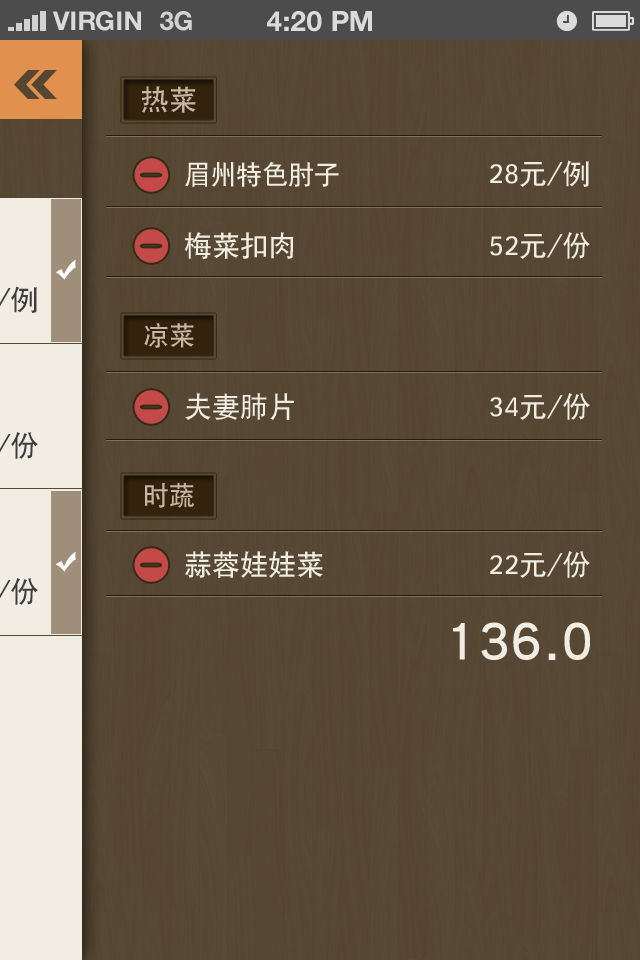 VIRGIN 3G 4:20 PM
热菜
眉州特色肘子 28元/例
梅菜扣肉 52元/份
/例
凉菜
夫妻肺片 34元/份
/份
时蔬
蒜蓉娃娃菜 22元/份
/份
136.0